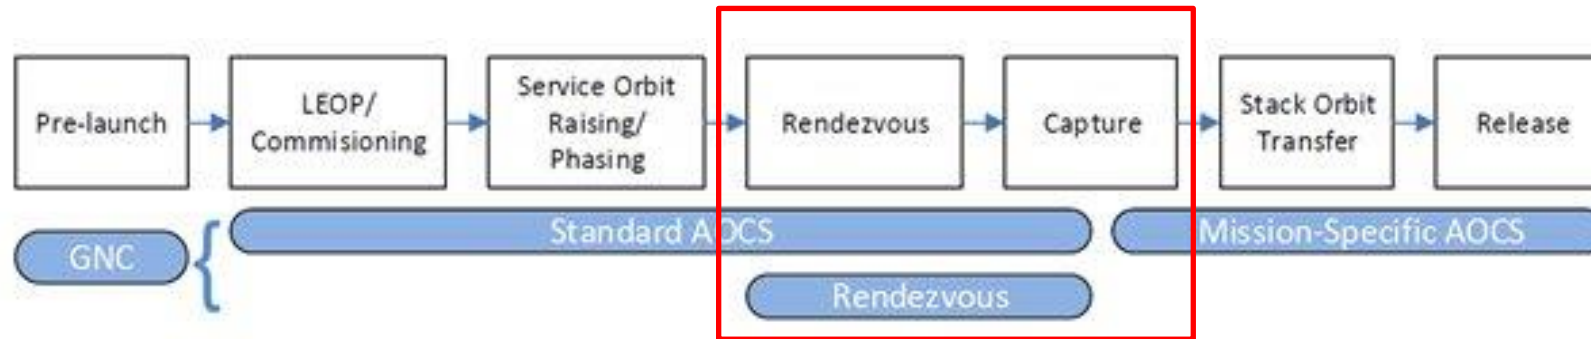 Pre-launch
LEOP/
Commisioning
Service Orbit
Raising/
Phasing
Rendezvous
Capture
Stack Orbit
Transfer
Release
GNC
Standard AOCS
Mission-Specific AOCS
Rendezvous